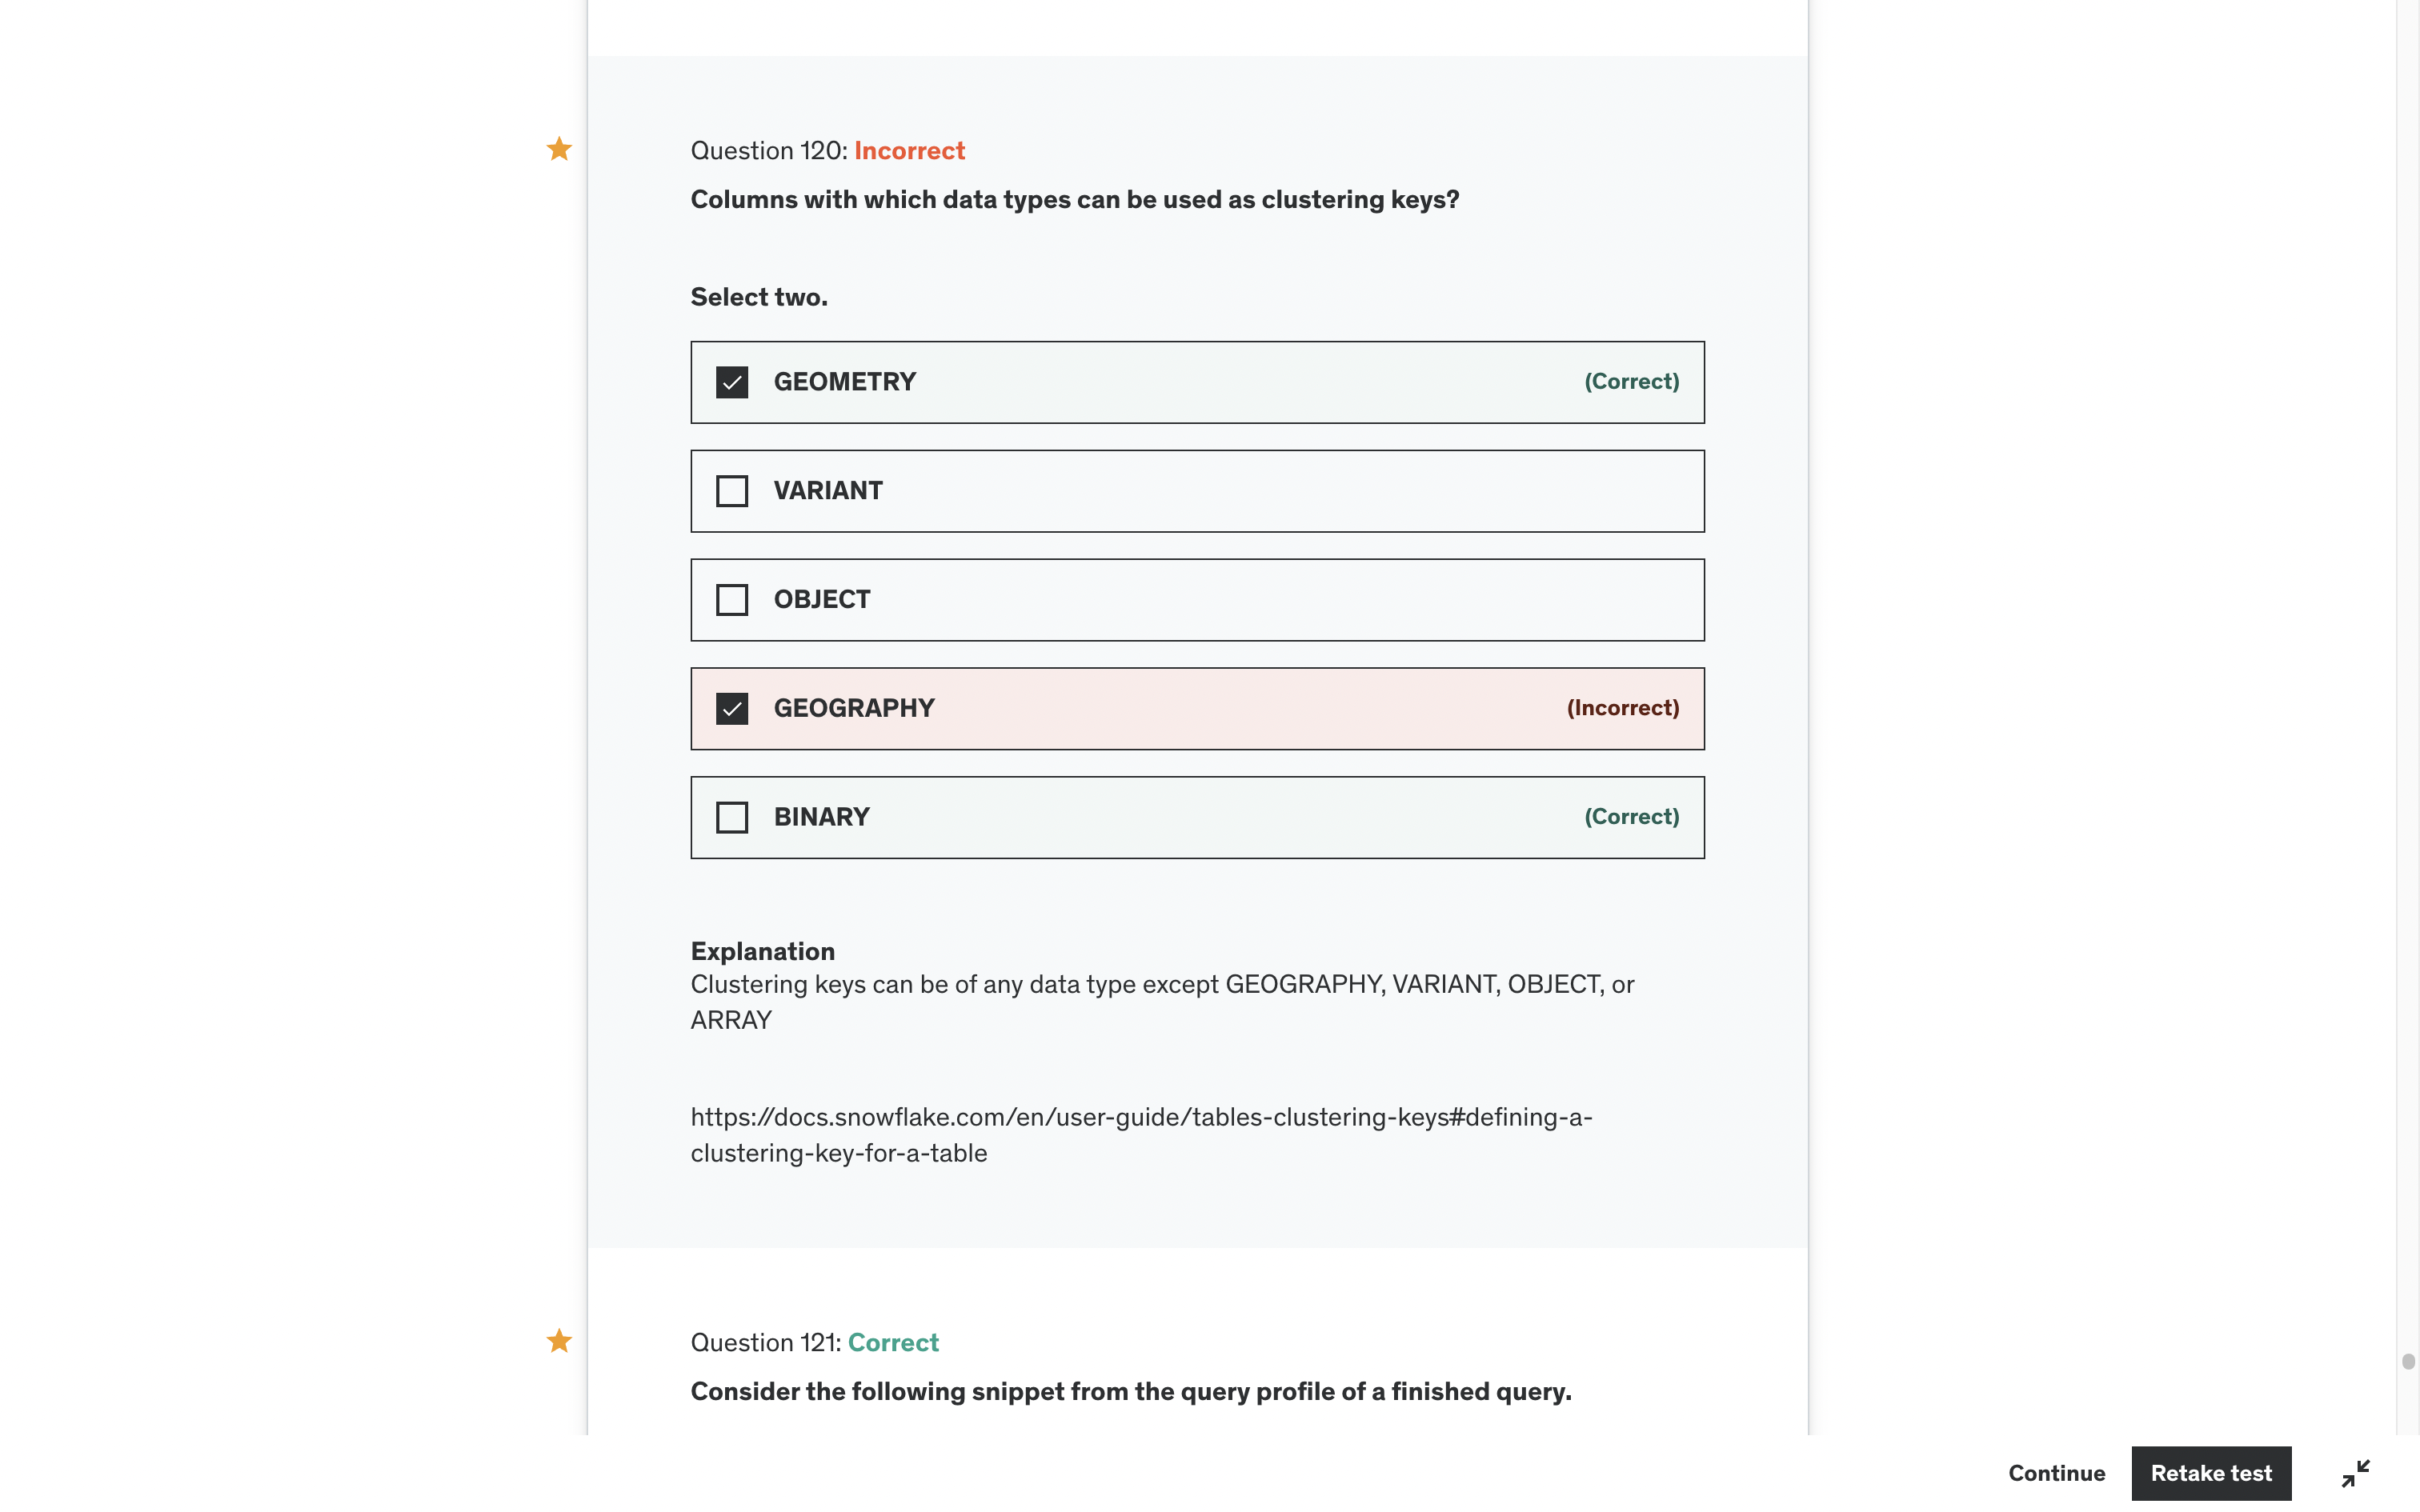 Question 120: Incorrect
Columns with which data types can be used as clustering keys?
Select two.
GEOMETRY (Correct)
VARIANT
OBJECT
GEOGRAPHY (Incorrect)
BINARY (Correct)
Explanation
Clustering keys can be of any data type except GEOGRAPHY, VARIANT, OBJECT, or
ARRAY
https://docs.snowflake.com/en/user-guide/tables-clustering-keys#defining-a-
clustering-key-for-a-table
Question 121: Correct
Consider the following snippet from the query profile of a finished query.
Continue Retake test